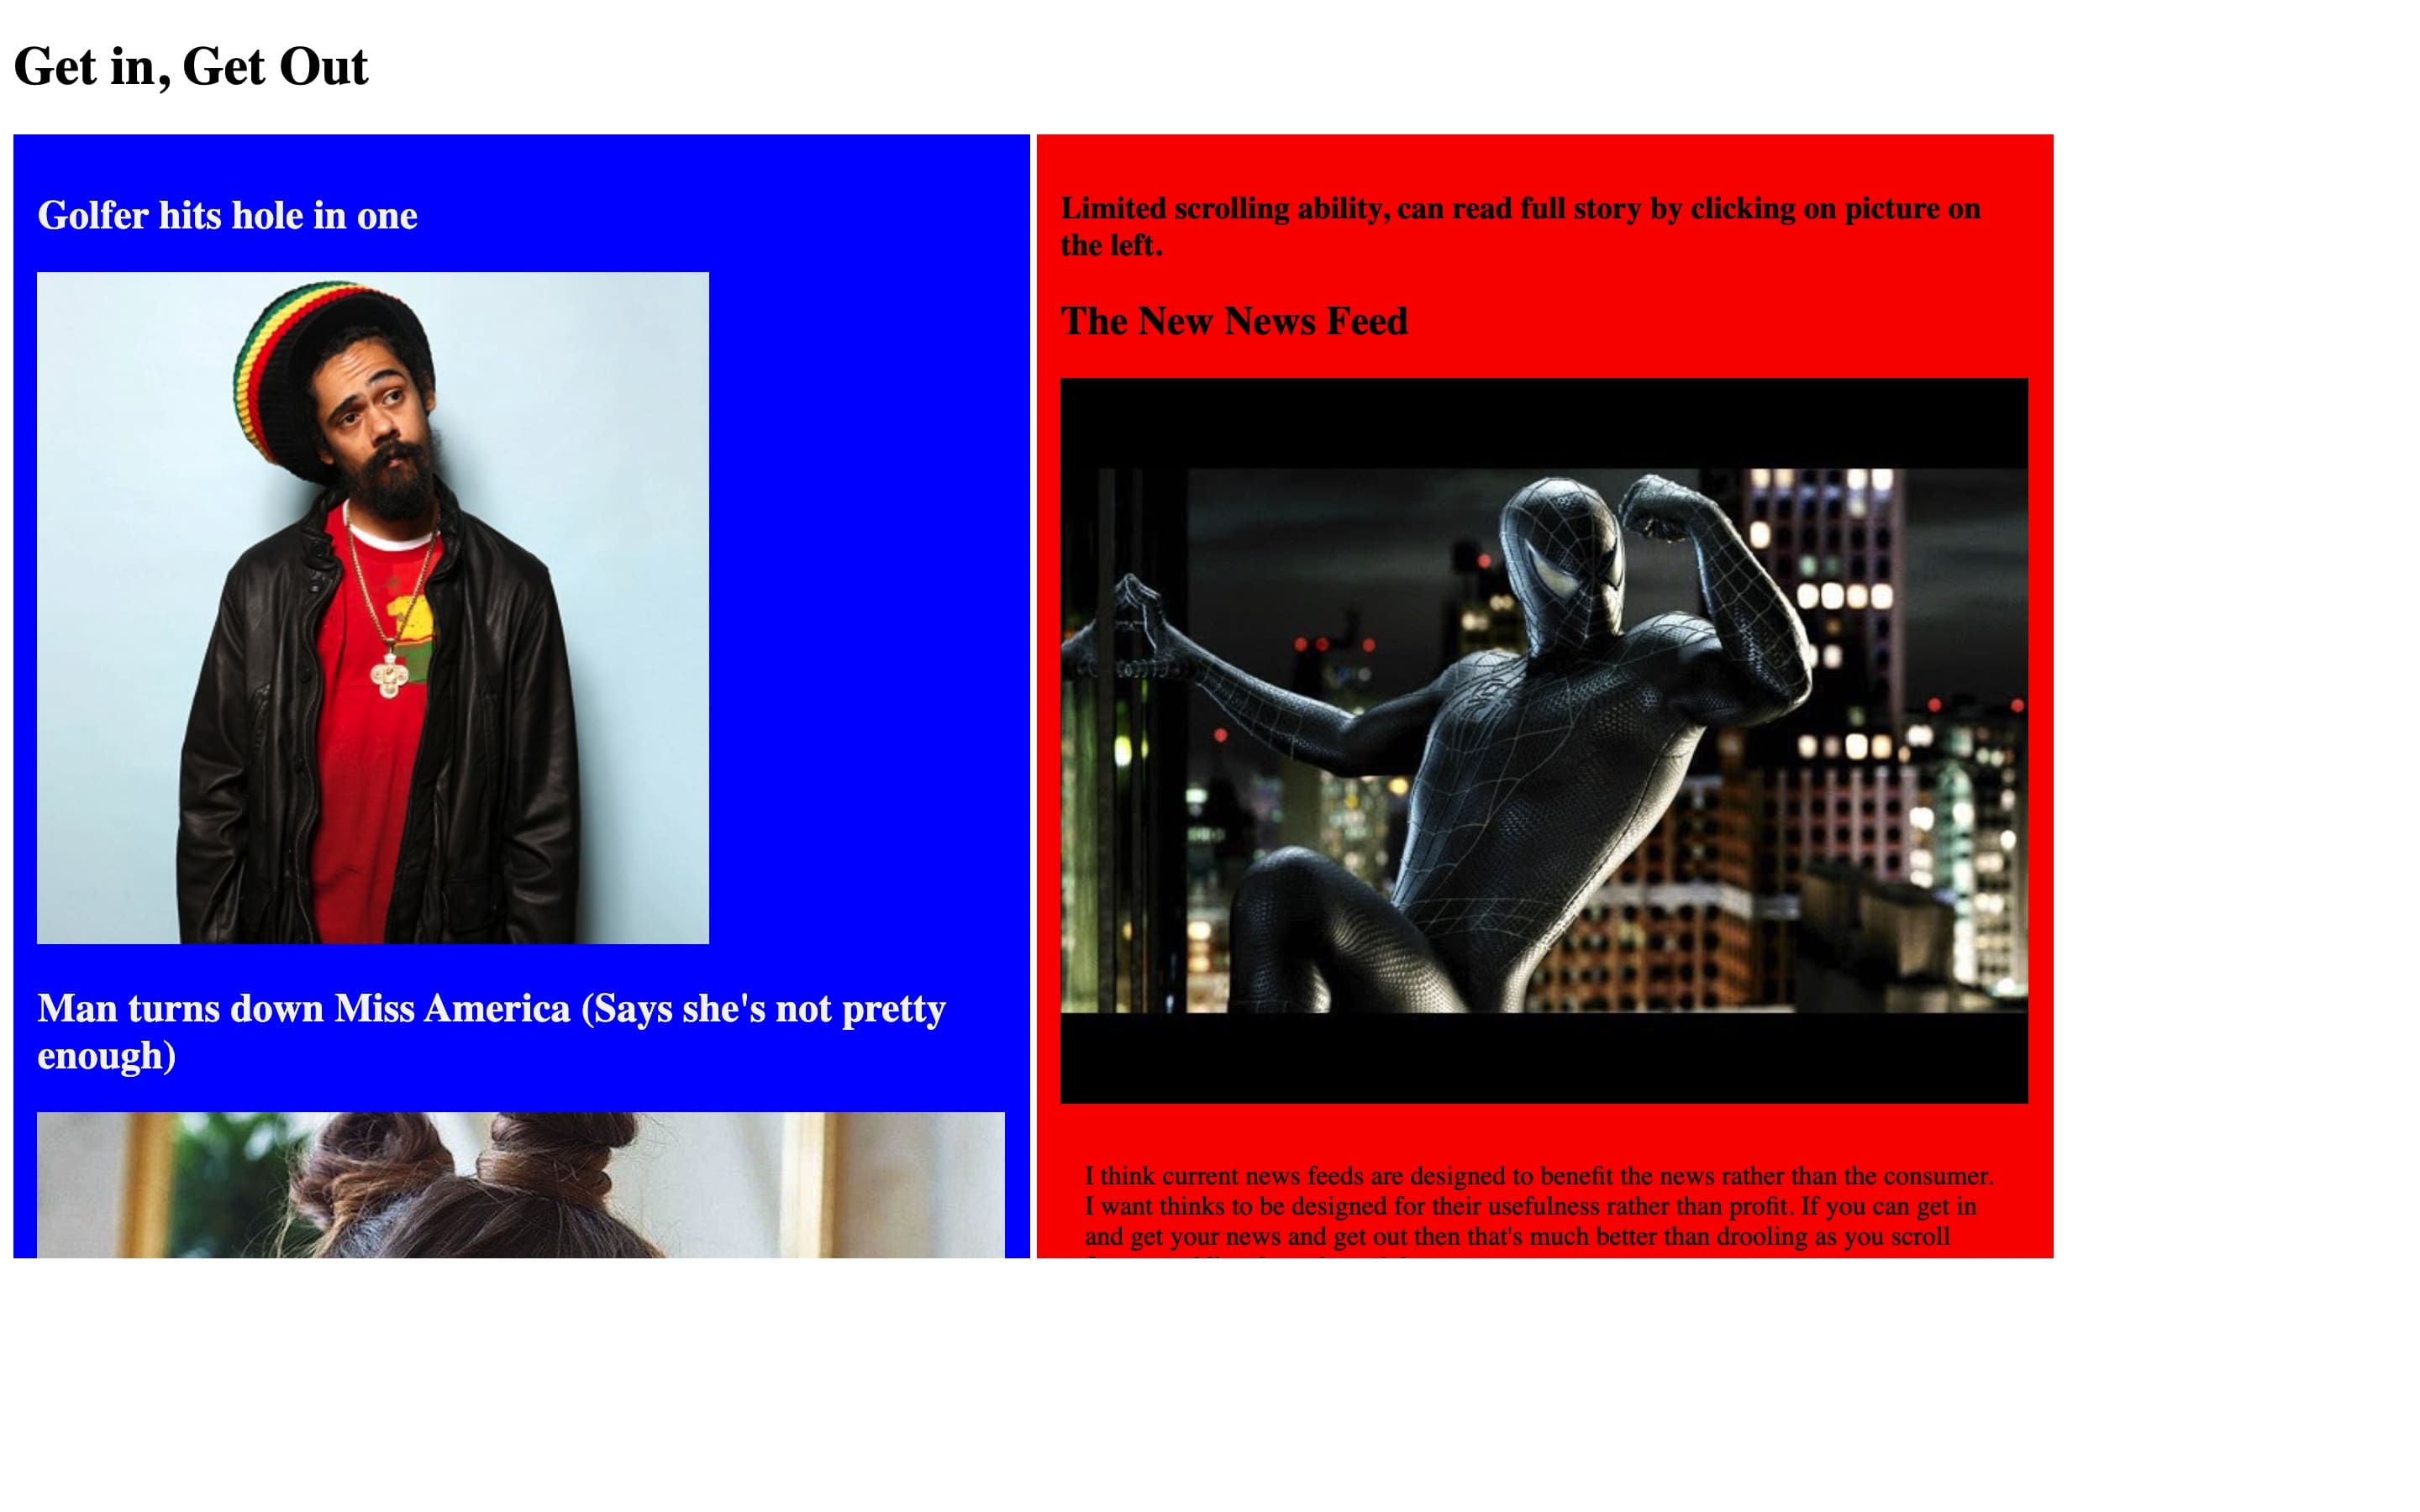 Get in, Get Out
Golfer hits hole in one
Man turns down Miss America (Says she's not pretty
enough)
Limited scrolling ability, can read full story by clicking on picture on
the left.
The New News Feed
I think current news feeds are designed to benefit the news rather than the consumer.
I want thinks to be designed for their usefulness rather than profit. If you can get in
and get your news and get out then that's much better than drooling as you scroll